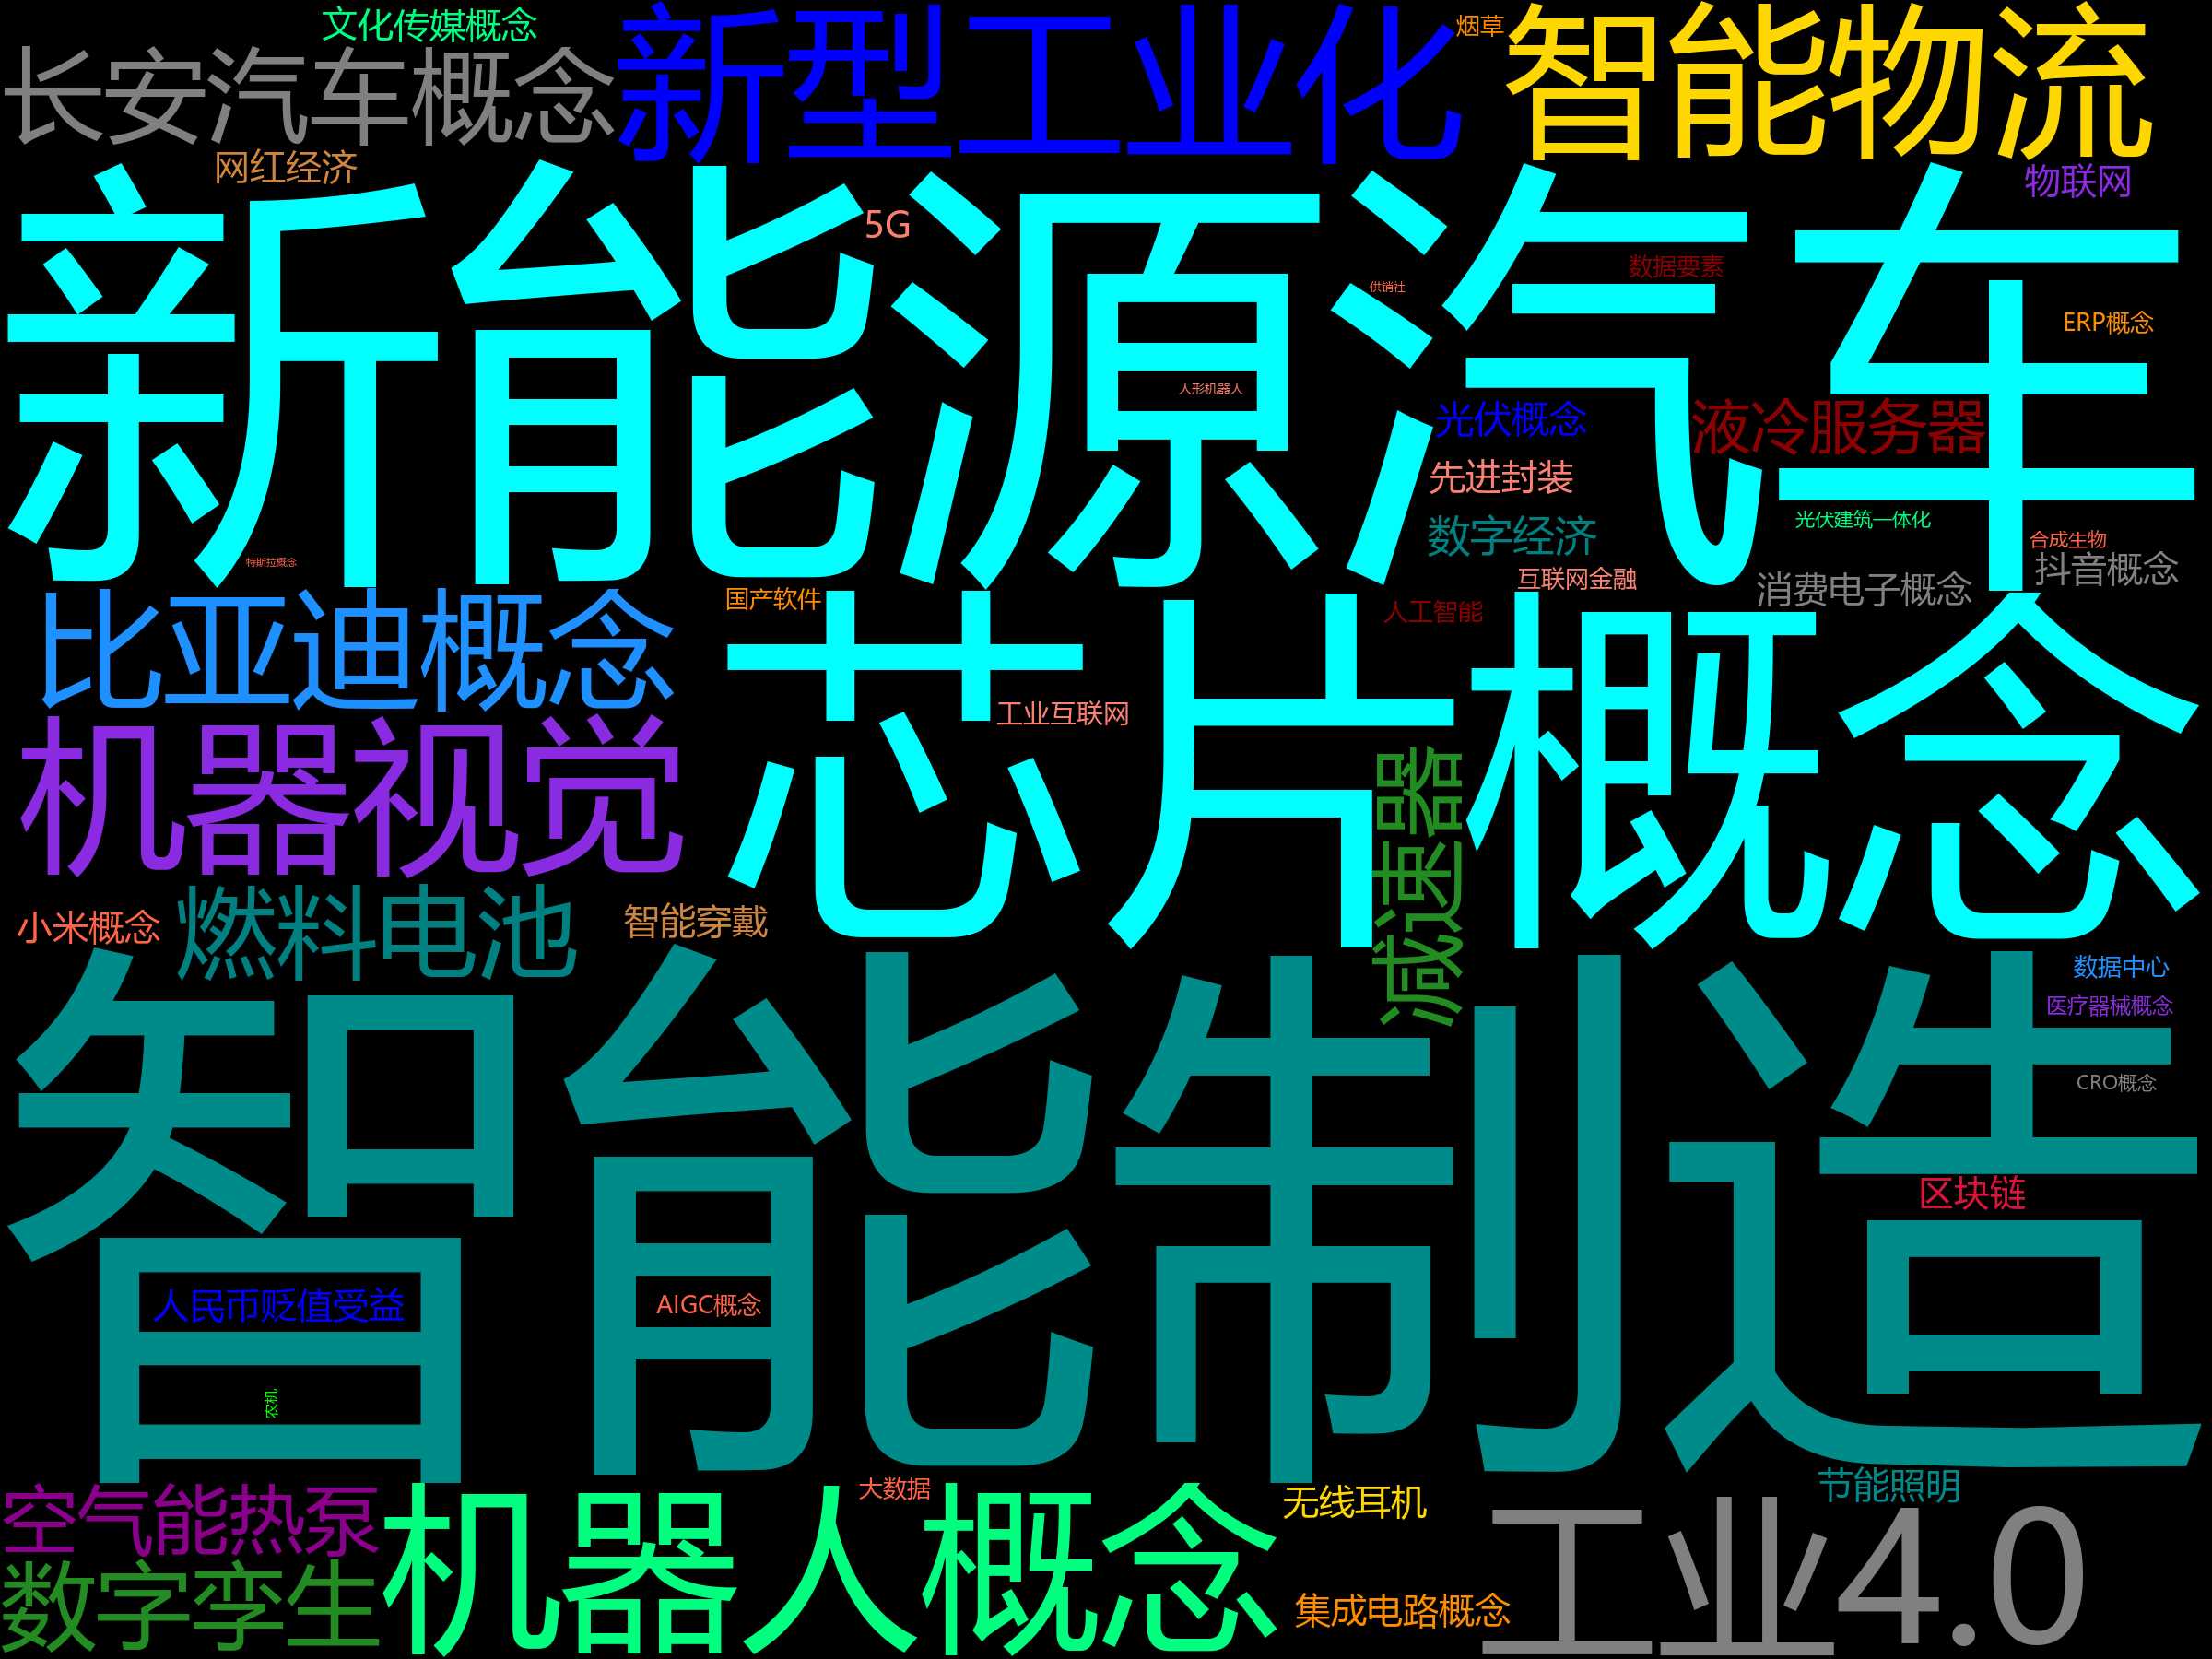 文化传媒概念
烟草
长安汽车概念
新型工业化
智能物流
网红经济
物联网
新能源汽车
5G
数据要素
供销社
ERP概念
人形机器人
光伏概念
液冷服务器
先进封装
数字经济
光伏建筑一体化
合成生物
抖音概念
特斯拉概念
互联网金融
消费电子概念
比亚迪概念
国产软件
人工智能
芯片概念
工业互联网
机器视觉
减速器
小米概念
燃料电池
智能穿戴
数据中心
医疗器械概念
CRO概念
智能制造
区块链
人民币贬值受益
AIGC概念
农机
空气能热泵
大数据
无线耳机
节能照明
数字孪生
机器人概念
集成电路概念
工业4.0